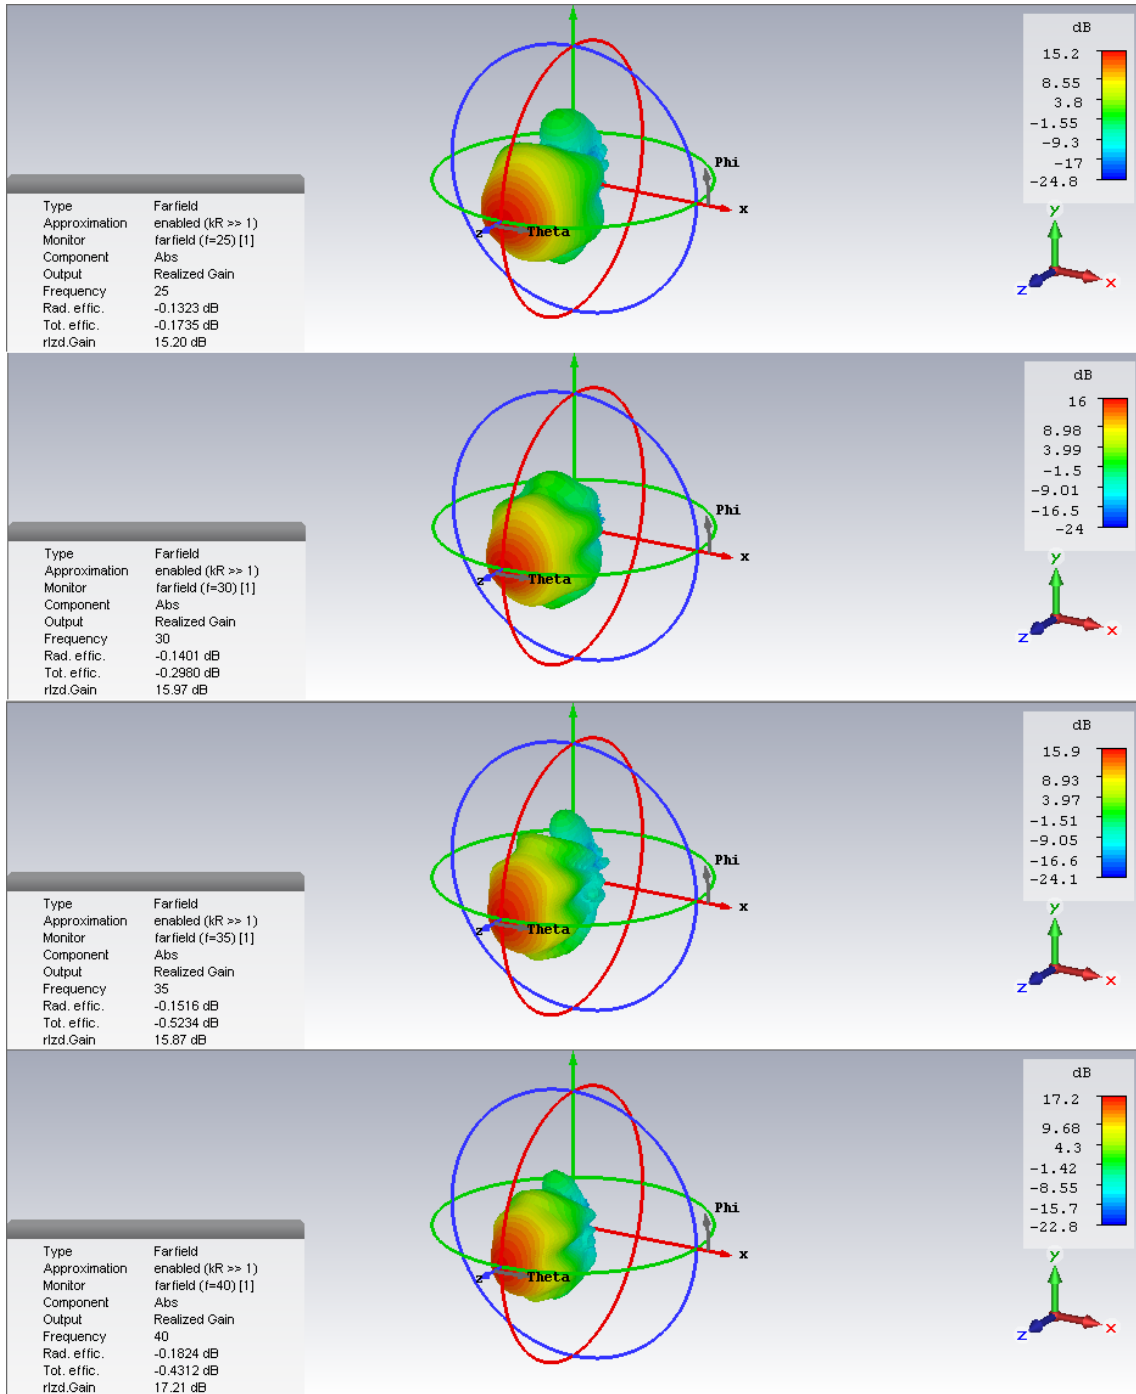 dB
15.2
8.55
3.8
-1.55
-9.3
-17
-24.8
Phi
x
z Theta
y
z x
Type Farfield
Approximation enabled (kR >> 1)
Monitor farfield (f=25) [1]
Component Abs
Output Realized Gain
Frequency 25
Rad. effic. -0.1323 dB
Tot. effic. -0.1735 dB
rlzd.Gain 15.20 dB
dB
16
8.98
3.99
-1.5
-9.01
-16.5
-24
Phi
x
z Theta
y
z x
Type Farfield
Approximation enabled (kR >> 1)
Monitor farfield (f=30) [1]
Component Abs
Output Realized Gain
Frequency 30
Rad. effic. -0.1401 dB
Tot. effic. -0.2980 dB
rlzd.Gain 15.97 dB
dB
15.9
8.93
3.97
-1.51
-9.05
-16.6
-24.1
Phi
x
z Theta
y
z x
Type Farfield
Approximation enabled (kR >> 1)
Monitor farfield (f=35) [1]
Component Abs
Output Realized Gain
Frequency 35
Rad. effic. -0.1516 dB
Tot. effic. -0.5234 dB
rlzd.Gain 15.87 dB
dB
17.2
9.68
4.3
-1.42
-8.55
-15.7
-22.8
Phi
x
z Theta
y
z x
Type Farfield
Approximation enabled (kR >> 1)
Monitor farfield (f=40) [1]
Component Abs
Output Realized Gain
Frequency 40
Rad. effic. -0.1824 dB
Tot. effic. -0.4312 dB
rlzd.Gain 17.21 dB